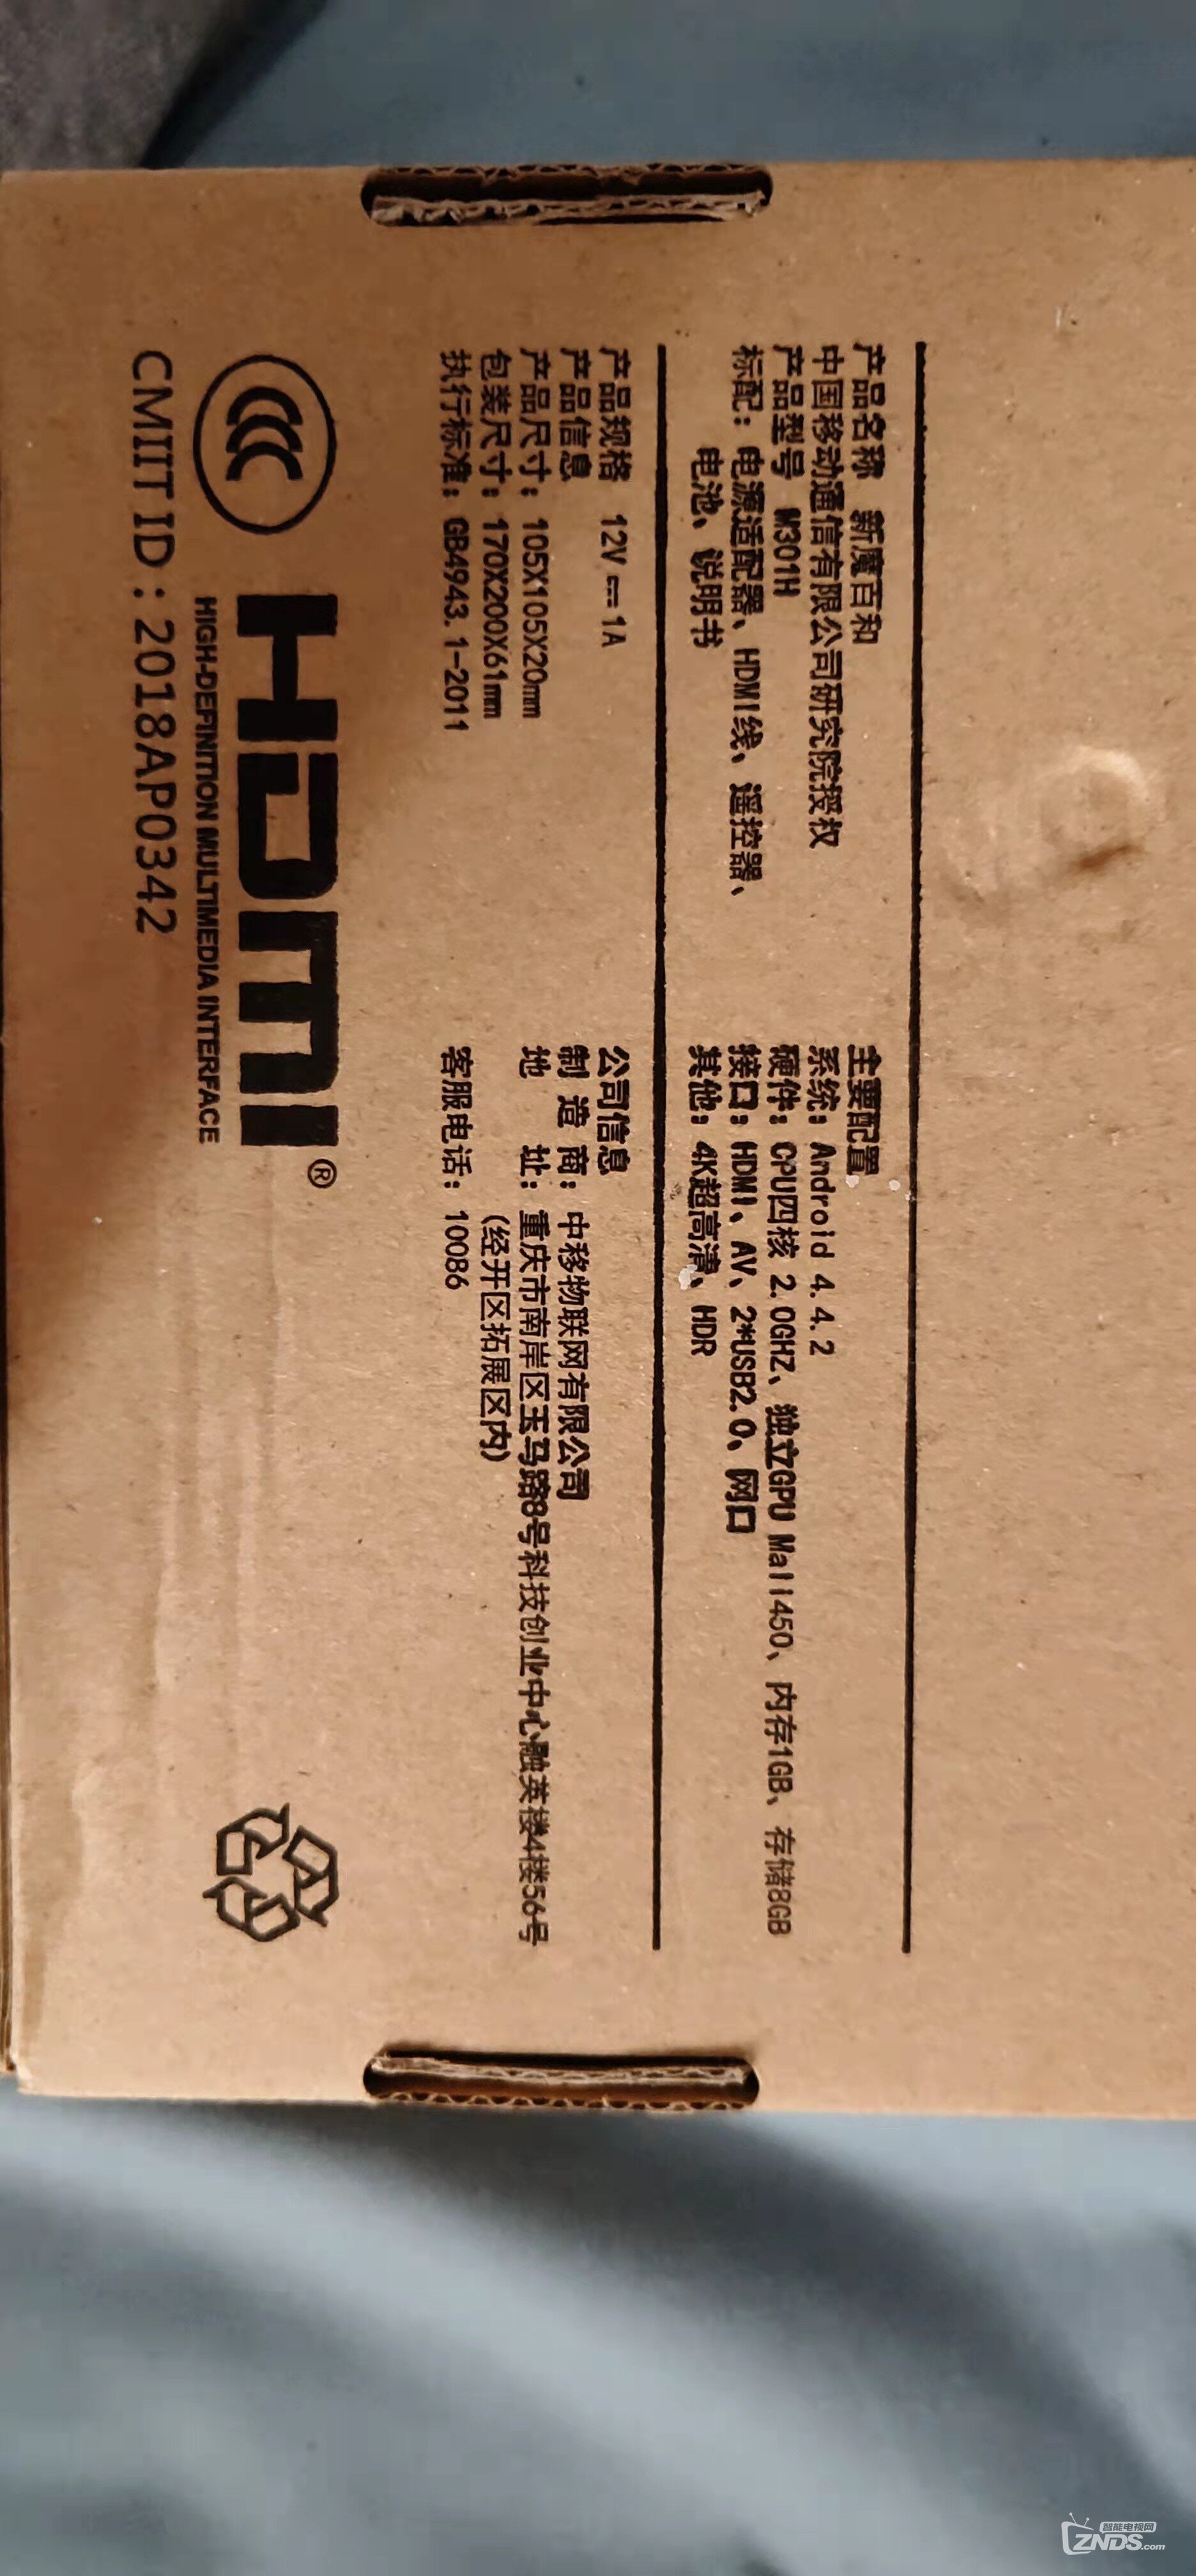 产品名称 新魔百和
中国移动通信有限公司研究院授权
产品型号 M301H
标配：电源适配器、HDMI线、遥控器、
电池、说明书
主要配置
系统：Android 4.4.2
硬件：CPU四核 2.0GHZ、独立GPU Mali450、内存1GB、存储8GB
接口：HDMI、AV、2*USB2.0、网口
其他：4K超高清、HDR
产品规格 12V⎓1A
产品信息
产品尺寸：105X105X20mm
包装尺寸：170X200X61mm
执行标准：GB4943.1-2011
公司信息
制 造 商：中移物联网有限公司
地 址：重庆市南岸区玉马路8号科技创业中心融英楼4楼56号
(经开区拓展区内)
客服电话：10086
HDMI®
HIGH-DEFINITION MULTIMEDIA INTERFACE
CMIIT ID：2018AP0342
智能电视网
ZNDS.com